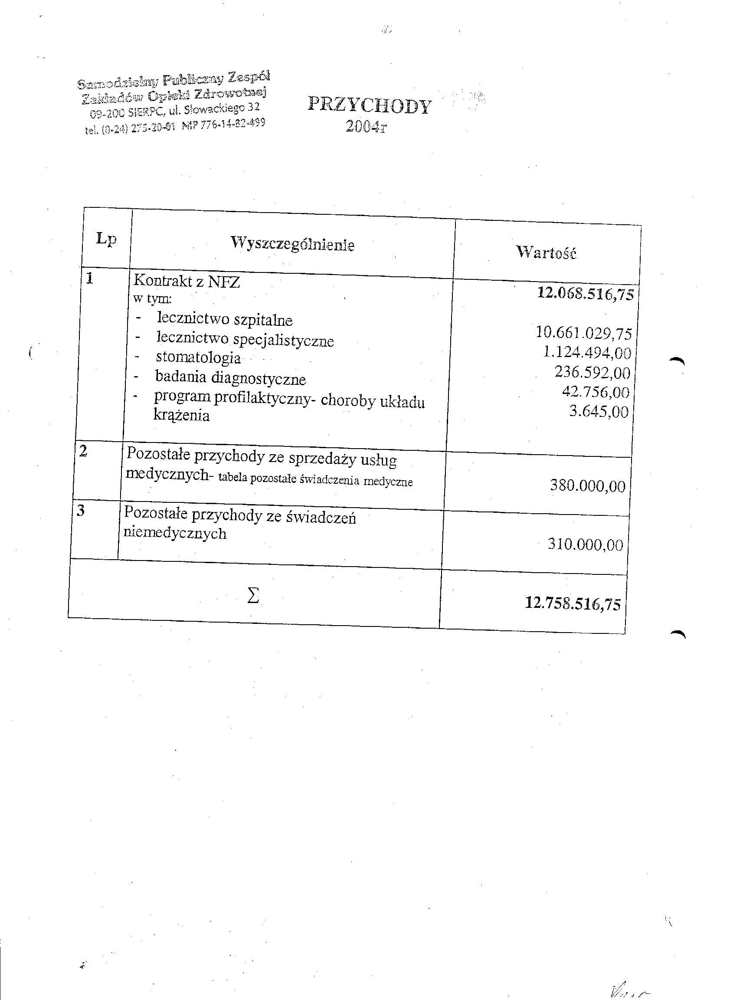 Samodzielny Publiczny Zespół
Zakładów Opieki Zdrowotnej
09-200 SIERPC, ul. Słowackiego 32
tel. (0-24) 275-20-01 NIP 776-14-82-499
PRZYCHODY
2004r
Lp Wyszczególnienie Wartość
1 Kontrakt z NFZ 12.068.516,75
w tym:
- lecznictwo szpitalne 10.661.029,75
- lecznictwo specjalistyczne 1.124.494,00
- stomatologia 236.592,00
- badania diagnostyczne 42.756,00
- program profilaktyczny- choroby układu 3.645,00
krążenia
2 Pozostałe przychody ze sprzedaży usług
medycznych- tabela pozostałe świadczenia medyczne 380.000,00
3 Pozostałe przychody ze świadczeń
niemedycznych 310.000,00
Σ 12.758.516,75